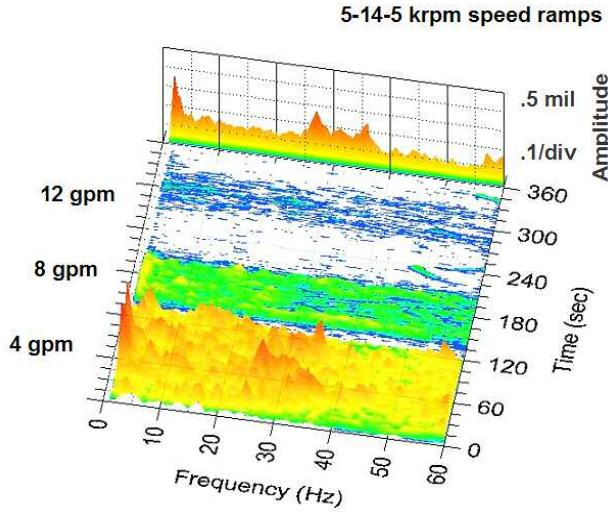 5-14-5 krpm speed ramps
.5 mil
.1/div
Amplitude
12 gpm
8 gpm
4 gpm
360
300
240
180
120
60
0
Time (sec)
0
10
20
30
40
50
60
Frequency (Hz)